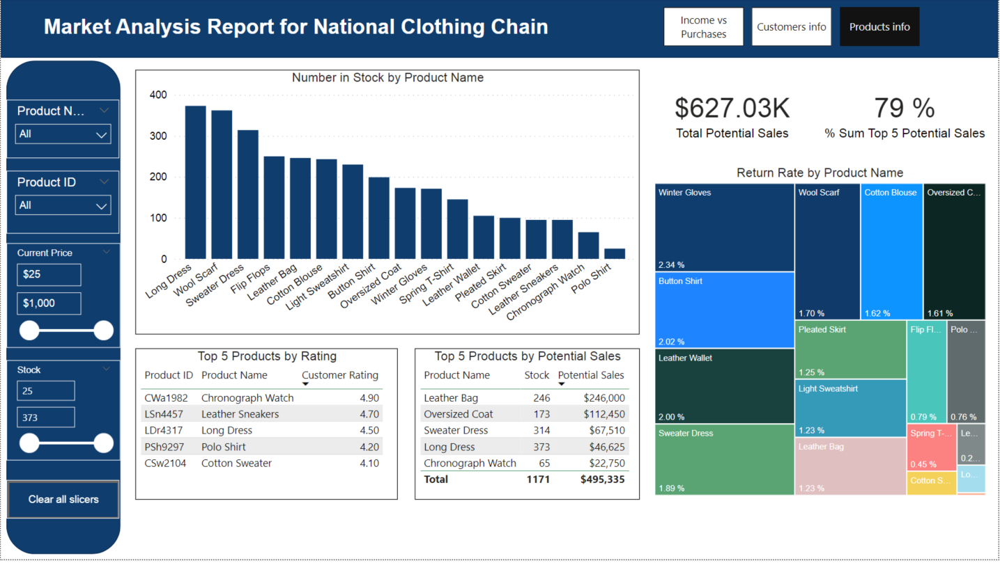 Market Analysis Report for National Clothing Chain
Income vs
Purchases
Customers info
Products info
Product N...
All
Product ID
All
Current Price
$25
$1,000
Stock
25
373
Clear all slicers
Number in Stock by Product Name
400
300
200
100
0
Long Dress
Wool Scarf
Sweater Dress
Flip Flops
Leather Bag
Cotton Blouse
Light Sweatshirt
Button Shirt
Oversized Coat
Winter Gloves
Spring T-Shirt
Leather Wallet
Pleated Skirt
Cotton Sweater
Leather Sneakers
Chronograph Watch
Polo Shirt
$627.03K
Total Potential Sales
79 %
% Sum Top 5 Potential Sales
Top 5 Products by Rating
Product ID Product Name Customer Rating
CWa1982 Chronograph Watch 4.90
LSn4457 Leather Sneakers 4.70
LDr4317 Long Dress 4.50
PSh9297 Polo Shirt 4.20
CSw2104 Cotton Sweater 4.10
Top 5 Products by Potential Sales
Product Name Stock Potential Sales
Leather Bag 246 $246,000
Oversized Coat 173 $112,450
Sweater Dress 314 $67,510
Long Dress 373 $46,625
Chronograph Watch 65 $22,750
Total 1171 $495,335
Return Rate by Product Name
Winter Gloves
2.34 %
Button Shirt
2.02 %
Leather Wallet
2.00 %
Sweater Dress
1.89 %
Wool Scarf
1.70 %
Cotton Blouse
1.62 %
Oversized C...
1.61 %
Pleated Skirt
1.25 %
Light Sweatshirt
1.23 %
Leather Bag
1.23 %
Flip Fl...
0.79 %
Polo ...
0.76 %
Spring T-...
0.45 %
Cotton S...
Le...
0.2...
Lo...